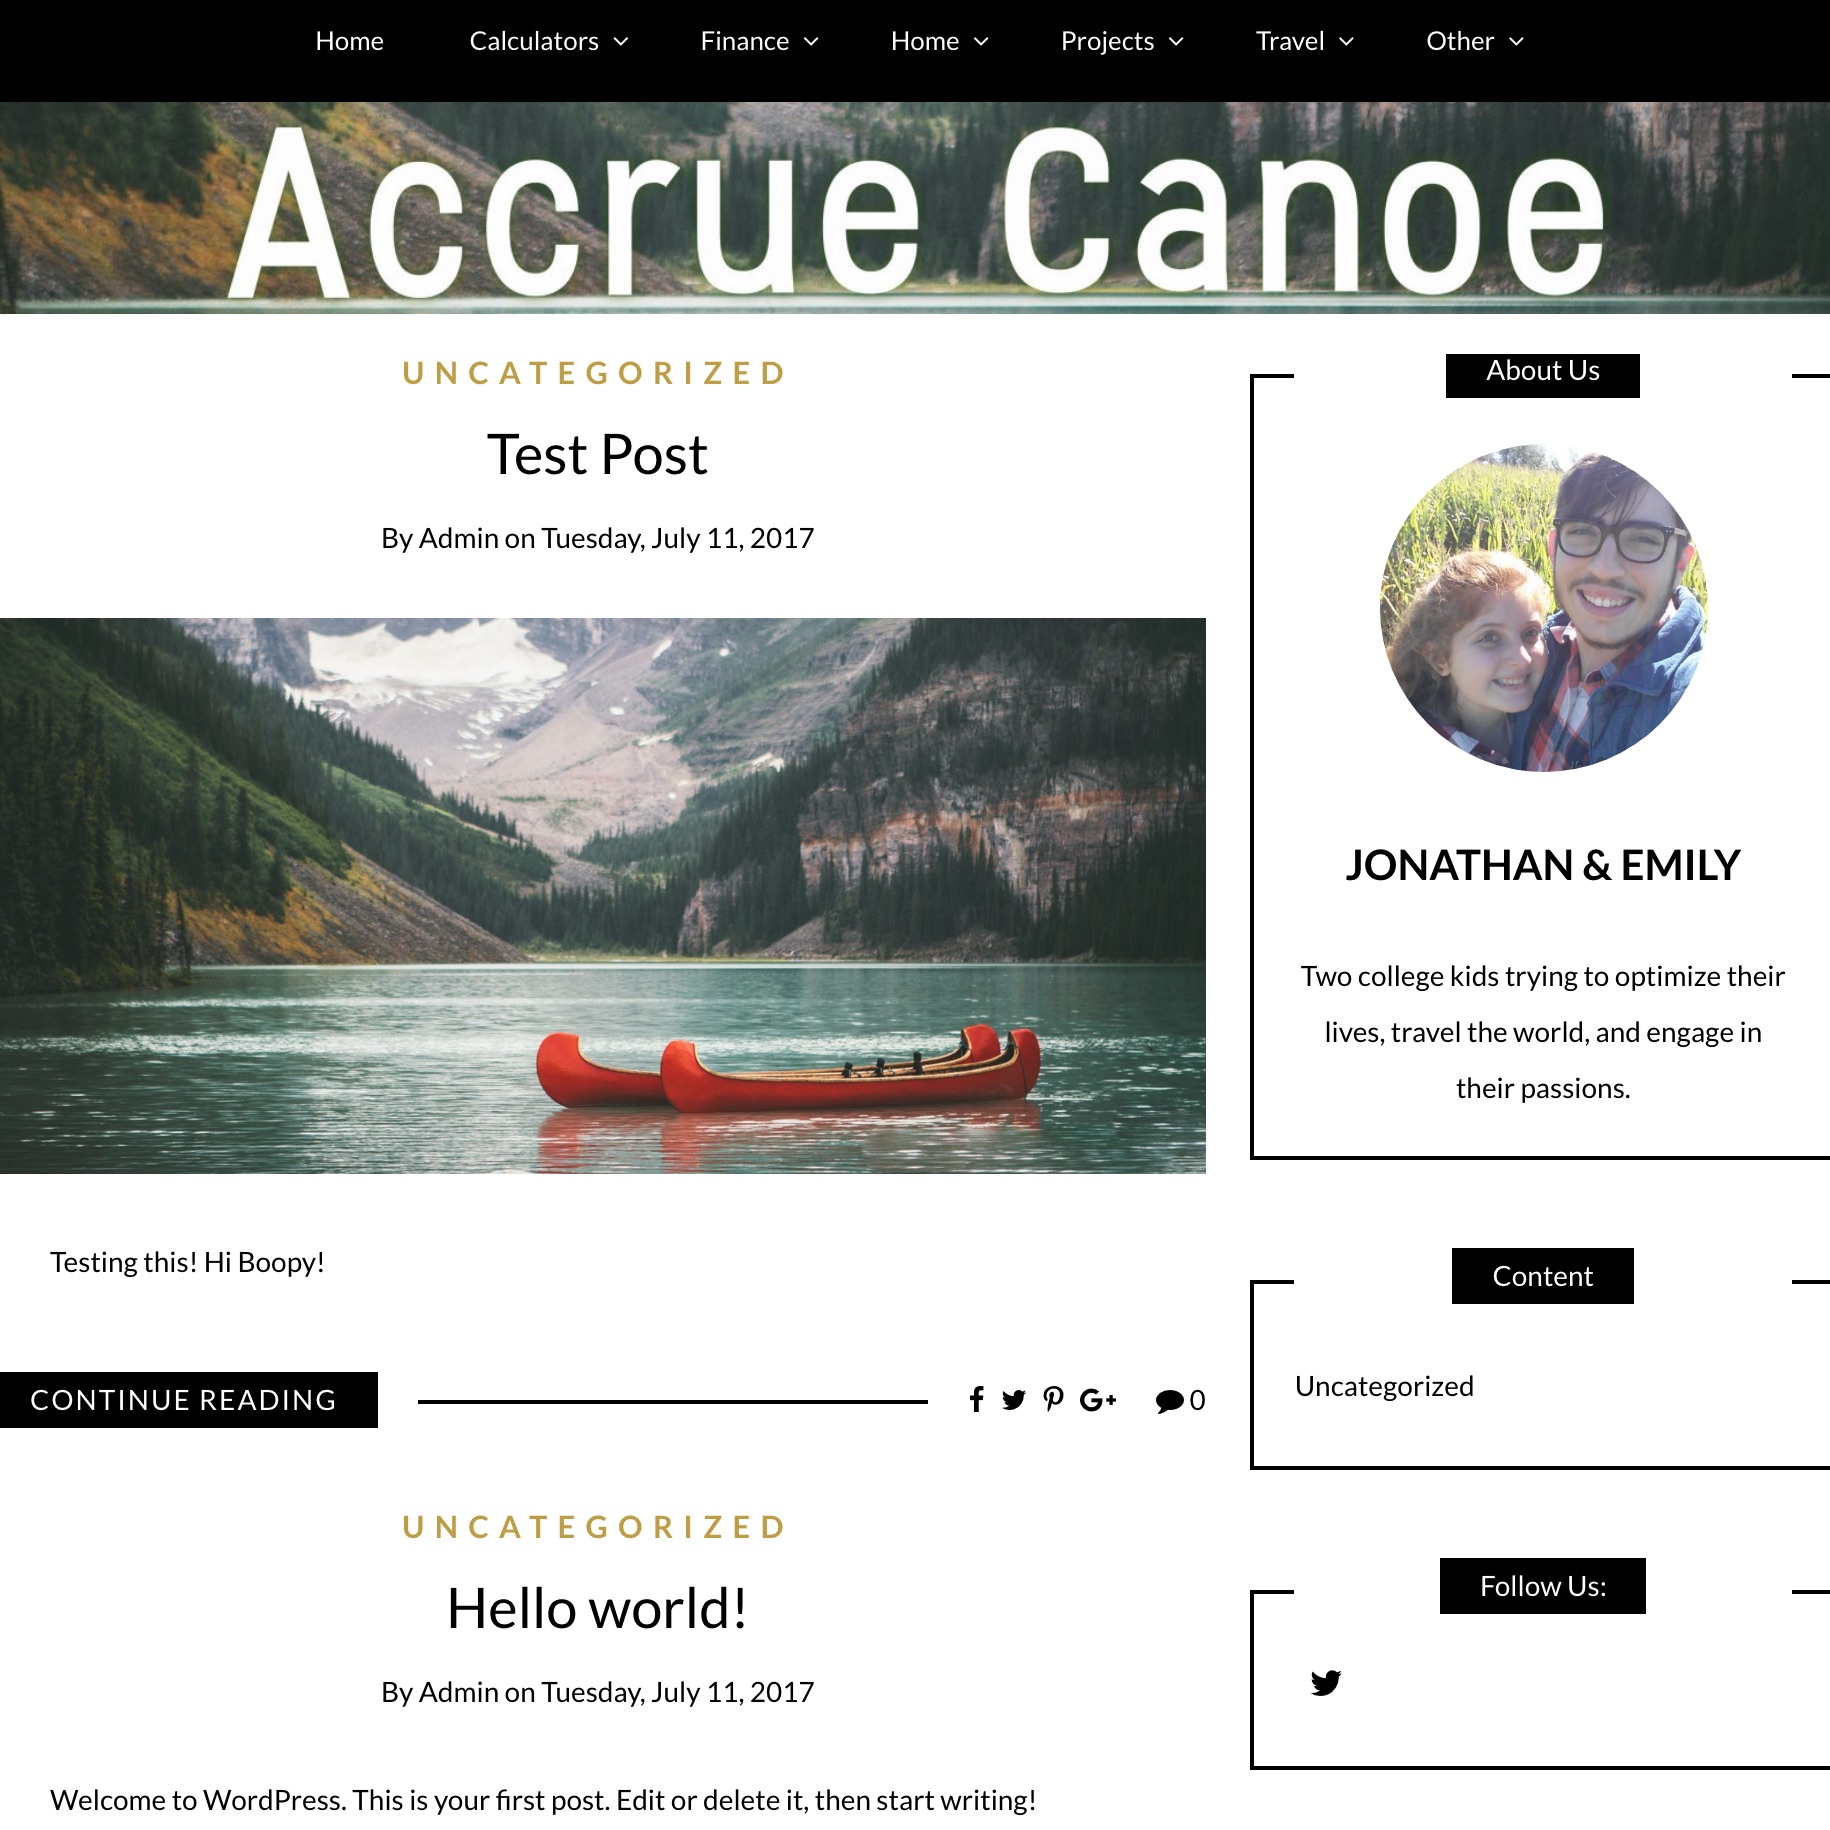 Home Calculators Finance Home Projects Travel Other
Accrue Canoe
UNCATEGORIZED
Test Post
By Admin on Tuesday, July 11, 2017
Testing this! Hi Boopy!
CONTINUE READING
0
UNCATEGORIZED
Hello world!
By Admin on Tuesday, July 11, 2017
Welcome to WordPress. This is your first post. Edit or delete it, then start writing!
About Us
JONATHAN & EMILY
Two college kids trying to optimize their
lives, travel the world, and engage in
their passions.
Content
Uncategorized
Follow Us: